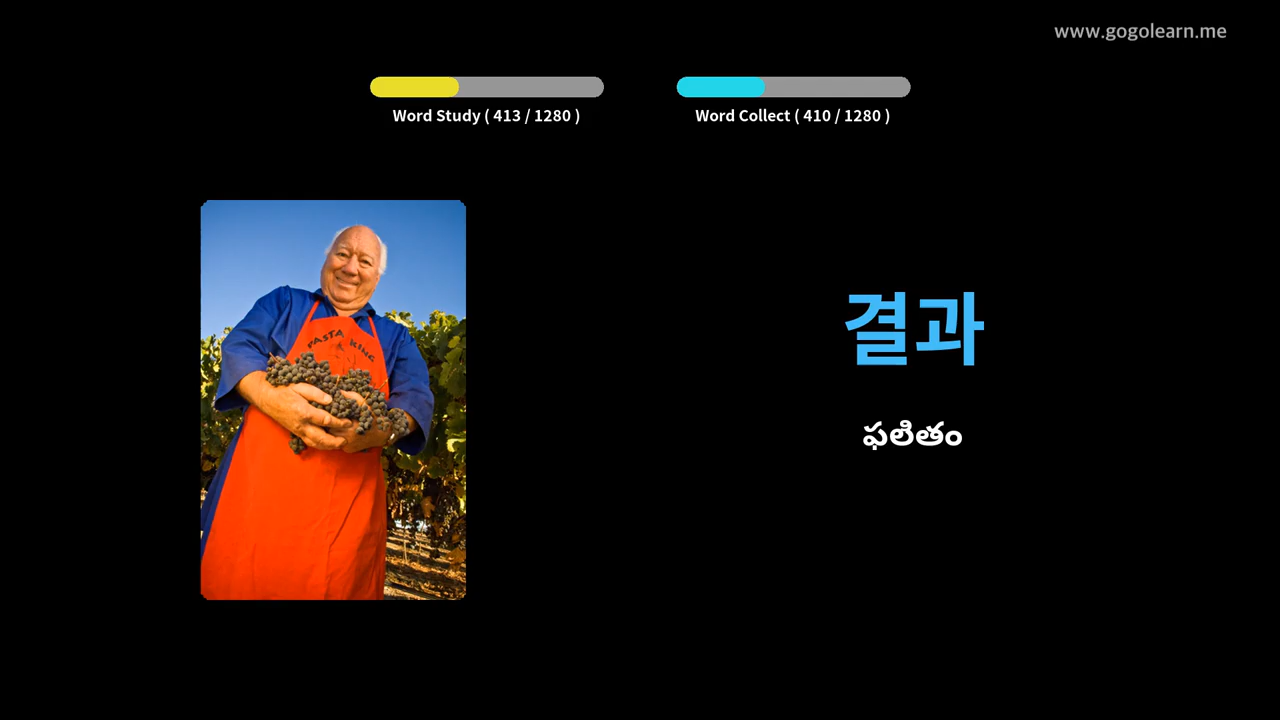 www.gogolearn.me
Word Study ( 413 / 1280 )
Word Collect ( 410 / 1280 )
PASTA KING
결과
ఫలితం